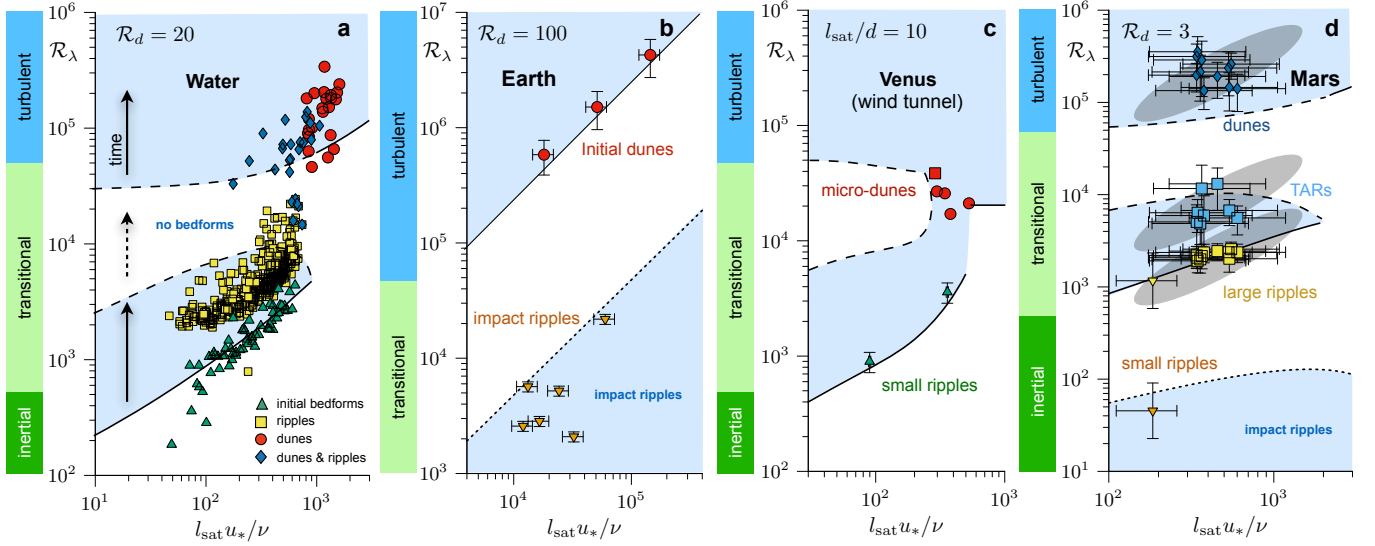 turbulent
transitional
inertial
10^6
10^5
10^4
10^3
10^2
ℛ_λ
ℛ_d = 20
a
Water
time
no bedforms
initial bedforms
ripples
dunes
dunes & ripples
10^1
10^2
10^3
l_sat u_*/ν
turbulent
transitional
10^7
10^6
10^5
10^4
10^3
ℛ_λ
ℛ_d = 100
b
Earth
Initial dunes
impact ripples
impact ripples
10^4
10^5
l_sat u_*/ν
turbulent
transitional
inertial
10^6
10^5
10^4
10^3
10^2
ℛ_λ
l_sat/d = 10
c
Venus
(wind tunnel)
micro-dunes
small ripples
10^2
10^3
l_sat u_*/ν
turbulent
transitional
inertial
10^6
10^5
10^4
10^3
10^2
10^1
ℛ_λ
ℛ_d = 3
d
Mars
dunes
TARs
large ripples
small ripples
impact ripples
10^2
10^3
l_sat u_*/ν